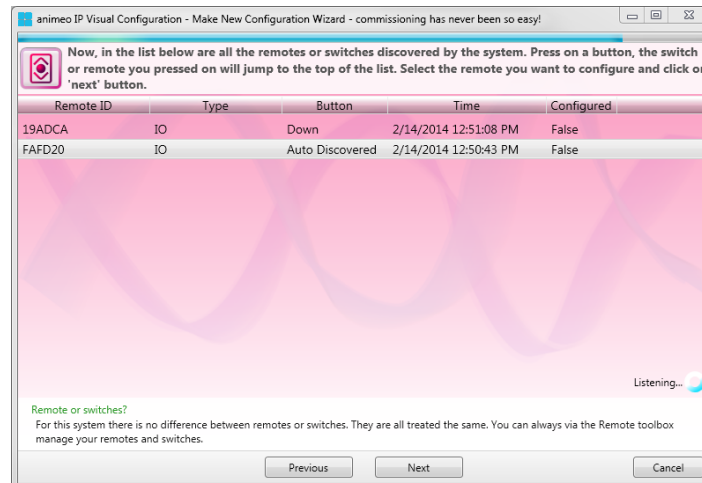 animeo IP Visual Configuration - Make New Configuration Wizard - commissioning has never been so easy!
Now, in the list below are all the remotes or switches discovered by the system. Press on a button, the switch
or remote you pressed on will jump to the top of the list. Select the remote you want to configure and click
'next' button.
Remote ID Type Button Time Configured
19ADCA IO Down 2/14/2014 12:51:08 PM False
FAFD20 IO Auto Discovered 2/14/2014 12:50:43 PM False
Listening...
Remote or switches?
For this system there is no difference between remotes or switches. They are all treated the same. You can always via the Remote toolbox
manage your remotes and switches.
Previous Next Cancel